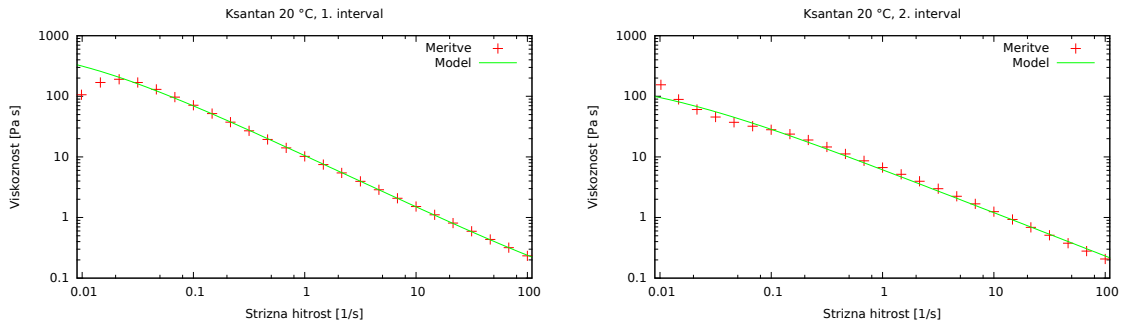 Ksantan 20 °C, 1. interval
1000
100
10
1
0.1
Viskoznost [Pa s]
Meritve
Model
0.01
0.1
1
10
100
Strizna hitrost [1/s]
Ksantan 20 °C, 2. interval
1000
100
10
1
0.1
Viskoznost [Pa s]
Meritve
Model
0.01
0.1
1
10
100
Strizna hitrost [1/s]